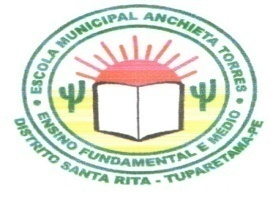 ESCOLA MUNICIPAL ANCHIETA TORRES
ENSINO FUNDAMENTAL E MÉDIO
DISTRITO SANTA RITA - TUPARETAMA-PE